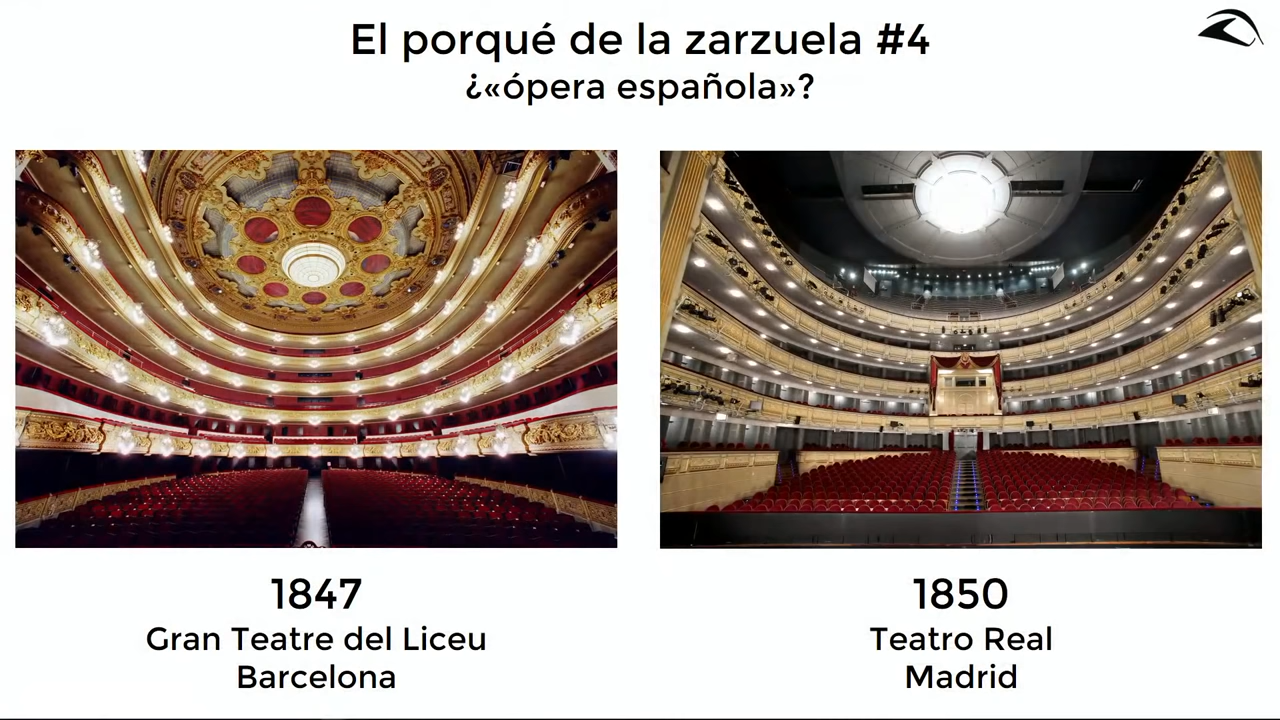 El porqué de la zarzuela #4
¿«ópera española»?
1847
Gran Teatre del Liceu
Barcelona
1850
Teatro Real
Madrid